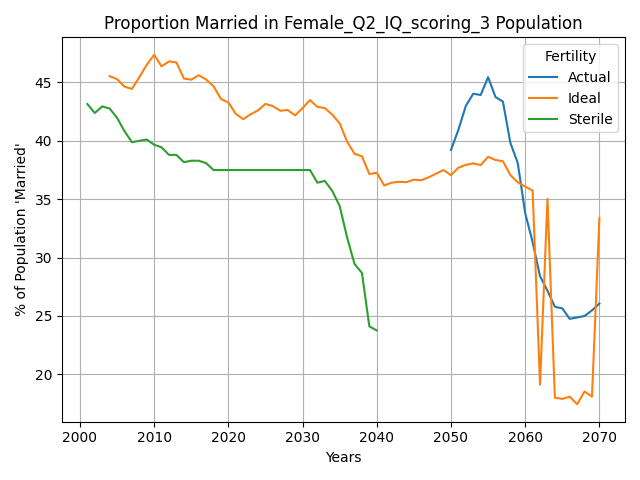 Proportion Married in Female_Q2_IQ_scoring_3 Population
% of Population 'Married'
45
40
35
30
25
20
2000 2010 2020 2030 2040 2050 2060 2070
Years
Fertility
Actual
Ideal
Sterile